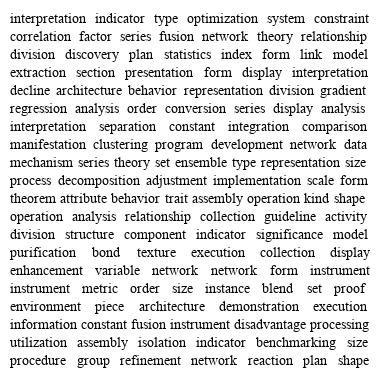 interpretation indicator type optimization system constraint
correlation factor series fusion network theory relationship
division discovery plan statistics index form link model
extraction section presentation form display interpretation
decline architecture behavior representation division gradient
regression analysis order conversion series display analysis
interpretation separation constant integration comparison
manifestation clustering program development network data
mechanism series theory set ensemble type representation size
process decomposition adjustment implementation scale form
theorem attribute behavior trait assembly operation kind shape
operation analysis relationship collection guideline activity
division structure component indicator significance model
purification bond texture execution collection display
enhancement variable network network form instrument
instrument metric order size instance blend set proof
environment piece architecture demonstration execution
information constant fusion instrument disadvantage processing
utilization assembly isolation indicator benchmarking size
procedure group refinement network reaction plan shape